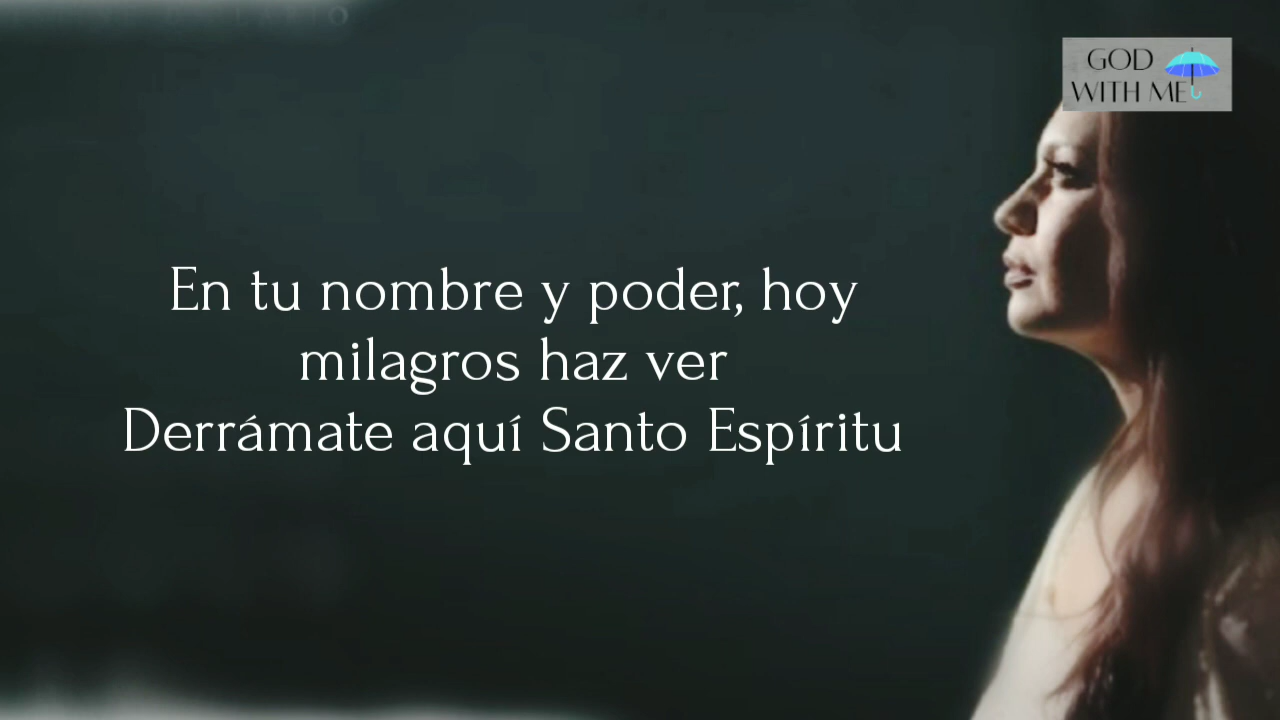 GOD
WITH ME
En tu nombre y poder, hoy
milagros haz ver
Derrámate aquí Santo Espíritu